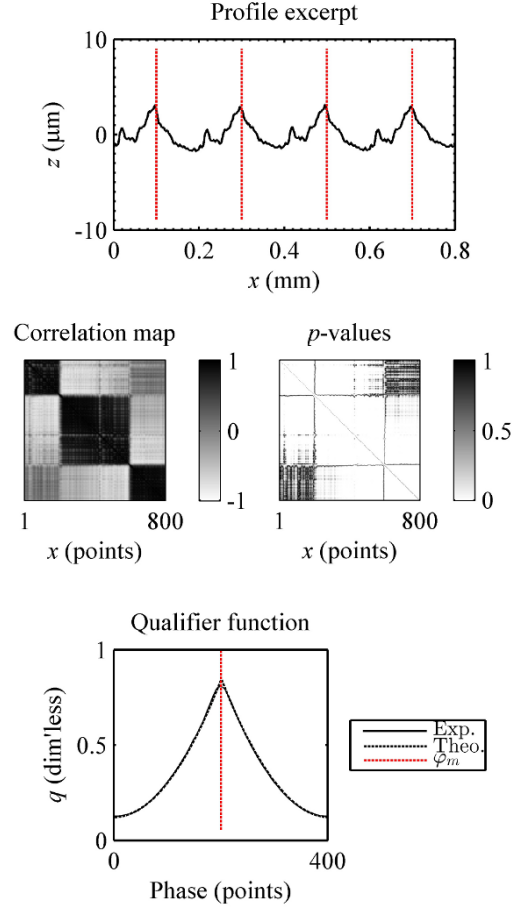 Profile excerpt
10
0
-10
z (μm)
0 0.2 0.4 0.6 0.8
x (mm)
Correlation map
1
0
-1
1 800
x (points)
p-values
1
0.5
0
1 800
x (points)
Qualifier function
1
0.5
0
q (dim'less)
0 400
Phase (points)
Exp.
Theo.
φm